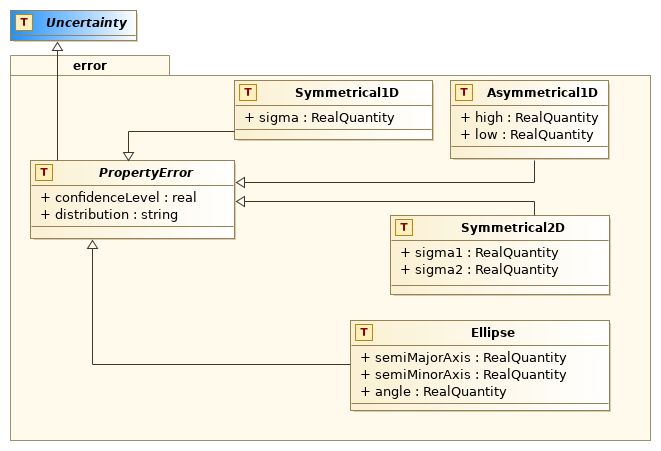 T Uncertainty
error
T Symmetrical1D
+ sigma : RealQuantity
T Asymmetrical1D
+ high : RealQuantity
+ low : RealQuantity
T PropertyError
+ confidenceLevel : real
+ distribution : string
T Symmetrical2D
+ sigma1 : RealQuantity
+ sigma2 : RealQuantity
T Ellipse
+ semiMajorAxis : RealQuantity
+ semiMinorAxis : RealQuantity
+ angle : RealQuantity